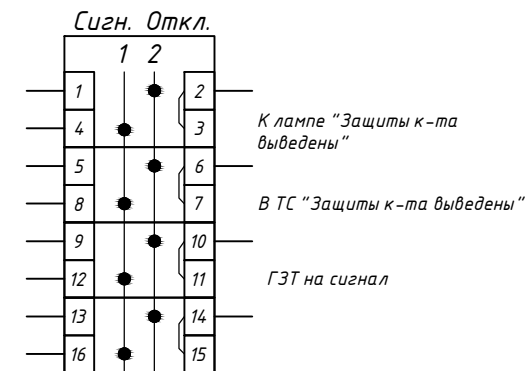 Сигн. Откл.
1 2
1 2
4 3 К лампе "Защиты к-та
выведены"
5 6
8 7 В ТС "Защиты к-та выведены"
9 10
12 11 ГЗТ на сигнал
13 14
16 15